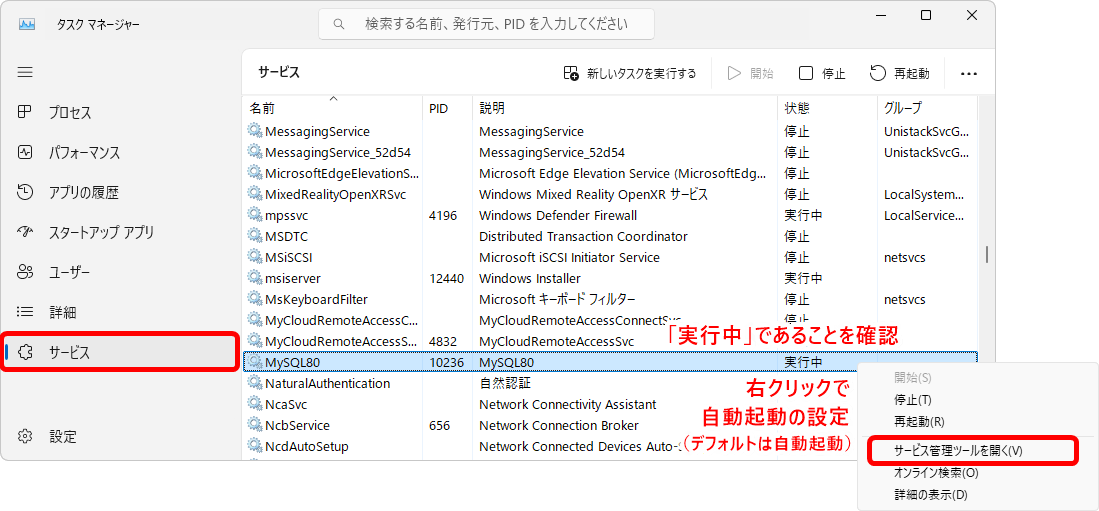 タスク マネージャー
検索する名前、発行元、PID を入力してください
サービス
新しいタスクを実行する 開始 停止 再起動
プロセス
パフォーマンス
アプリの履歴
スタートアップ アプリ
ユーザー
詳細
サービス
設定
名前 PID 説明 状態 グループ
MessagingService MessagingService 停止 UnistackSvcG...
MessagingService_52d54 MessagingService_52d54 停止 UnistackSvcG...
MicrosoftEdgeElevationS... Microsoft Edge Elevation Service (MicrosoftEdg... 停止
MixedRealityOpenXRSvc Windows Mixed Reality OpenXR サービス 停止 LocalSystem...
mpssvc 4196 Windows Defender Firewall 実行中 LocalService...
MSDTC Distributed Transaction Coordinator 停止
MSiSCSI Microsoft iSCSI Initiator Service 停止 netsvcs
msiserver 12440 Windows Installer 実行中
MsKeyboardFilter Microsoft キーボード フィルター 停止 netsvcs
MyCloudRemoteAccessC... MyCloudRemoteAccessConnectSvc 停止
MyCloudRemoteAccessS... 4832 MyCloudRemoteAccessSvc
「実行中」であることを確認
MySQL80 10236 MySQL80 実行中
NaturalAuthentication 自然認証
NcaSvc Network Connectivity Assistant
NcbService 656 Network Connection Broker
NcdAutoSetup Network Connected Devices Auto-S
右クリックで
自動起動の設定
（デフォルトは自動起動）
開始(S)
停止(T)
再起動(R)
サービス管理ツールを開く(V)
オンライン検索(O)
詳細の表示(D)